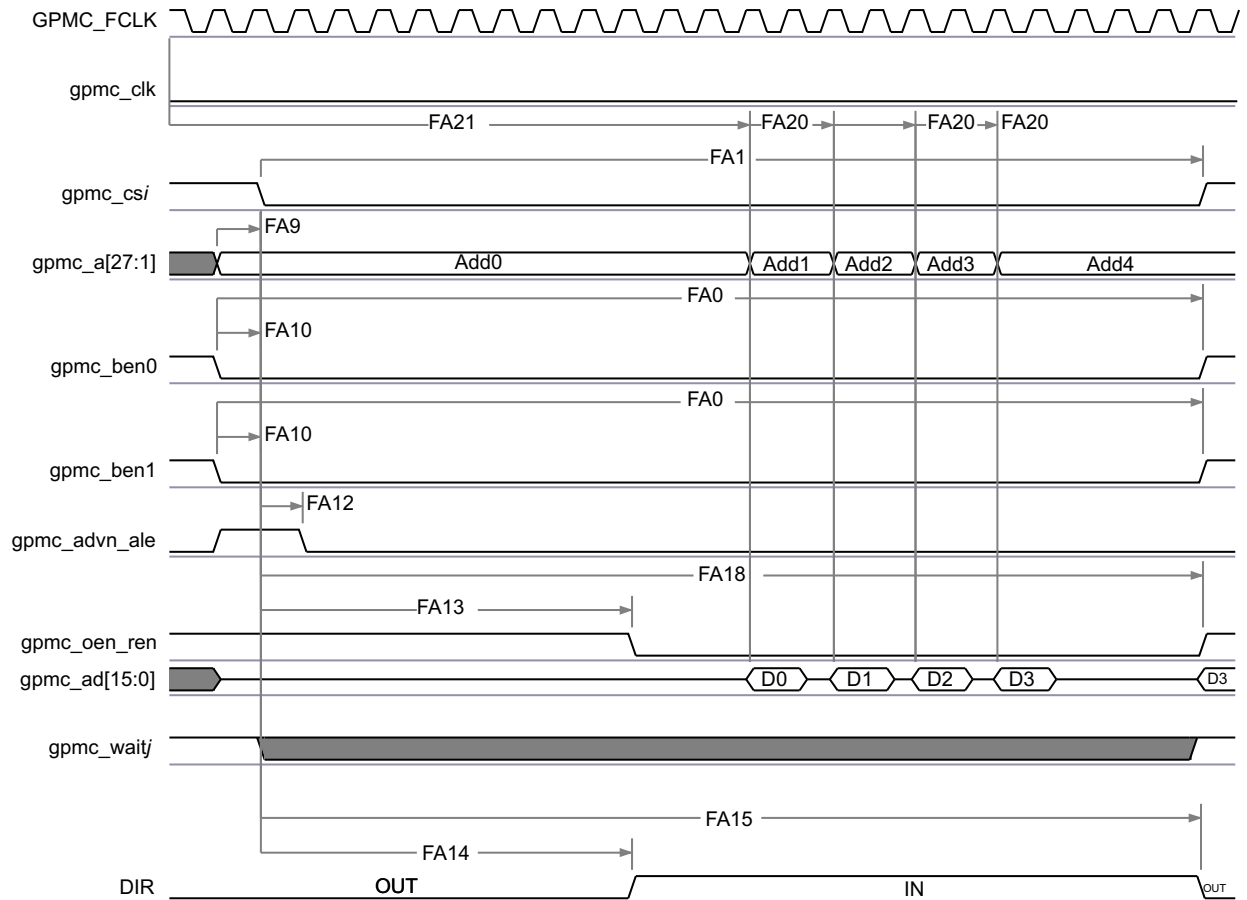 GPMC_FCLK
gpmc_clk
FA21 FA20 FA20 FA20
FA1
gpmc_csi
FA9
gpmc_a[27:1] Add0 Add1 Add2 Add3 Add4
FA0
FA10
gpmc_ben0
FA0
FA10
gpmc_ben1
FA12
gpmc_advn_ale
FA18
FA13
gpmc_oen_ren
gpmc_ad[15:0] D0 D1 D2 D3 D3
gpmc_waitj
FA15
FA14
DIR OUT IN OUT